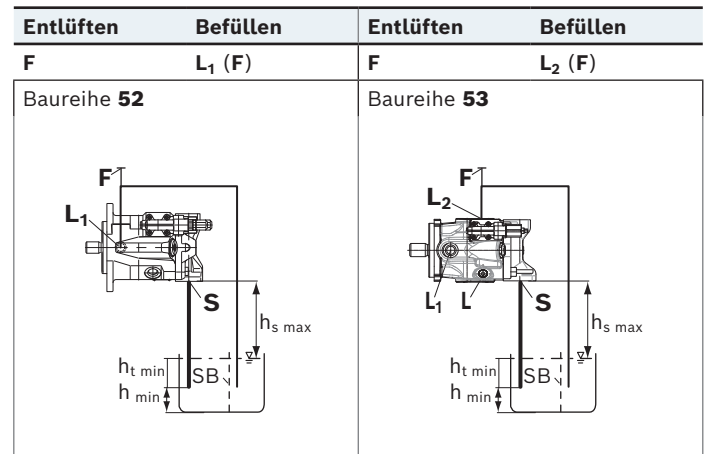 Entlüften Befüllen Entlüften Befüllen
F L₁ (F) F L₂ (F)
Baureihe 52 Baureihe 53
F F
L₁ L₂
S L₁ L S
hₛ ₘₐₓ hₛ ₘₐₓ
hₜ ₘᵢₙ SB hₜ ₘᵢₙ SB
h ₘᵢₙ h ₘᵢₙ